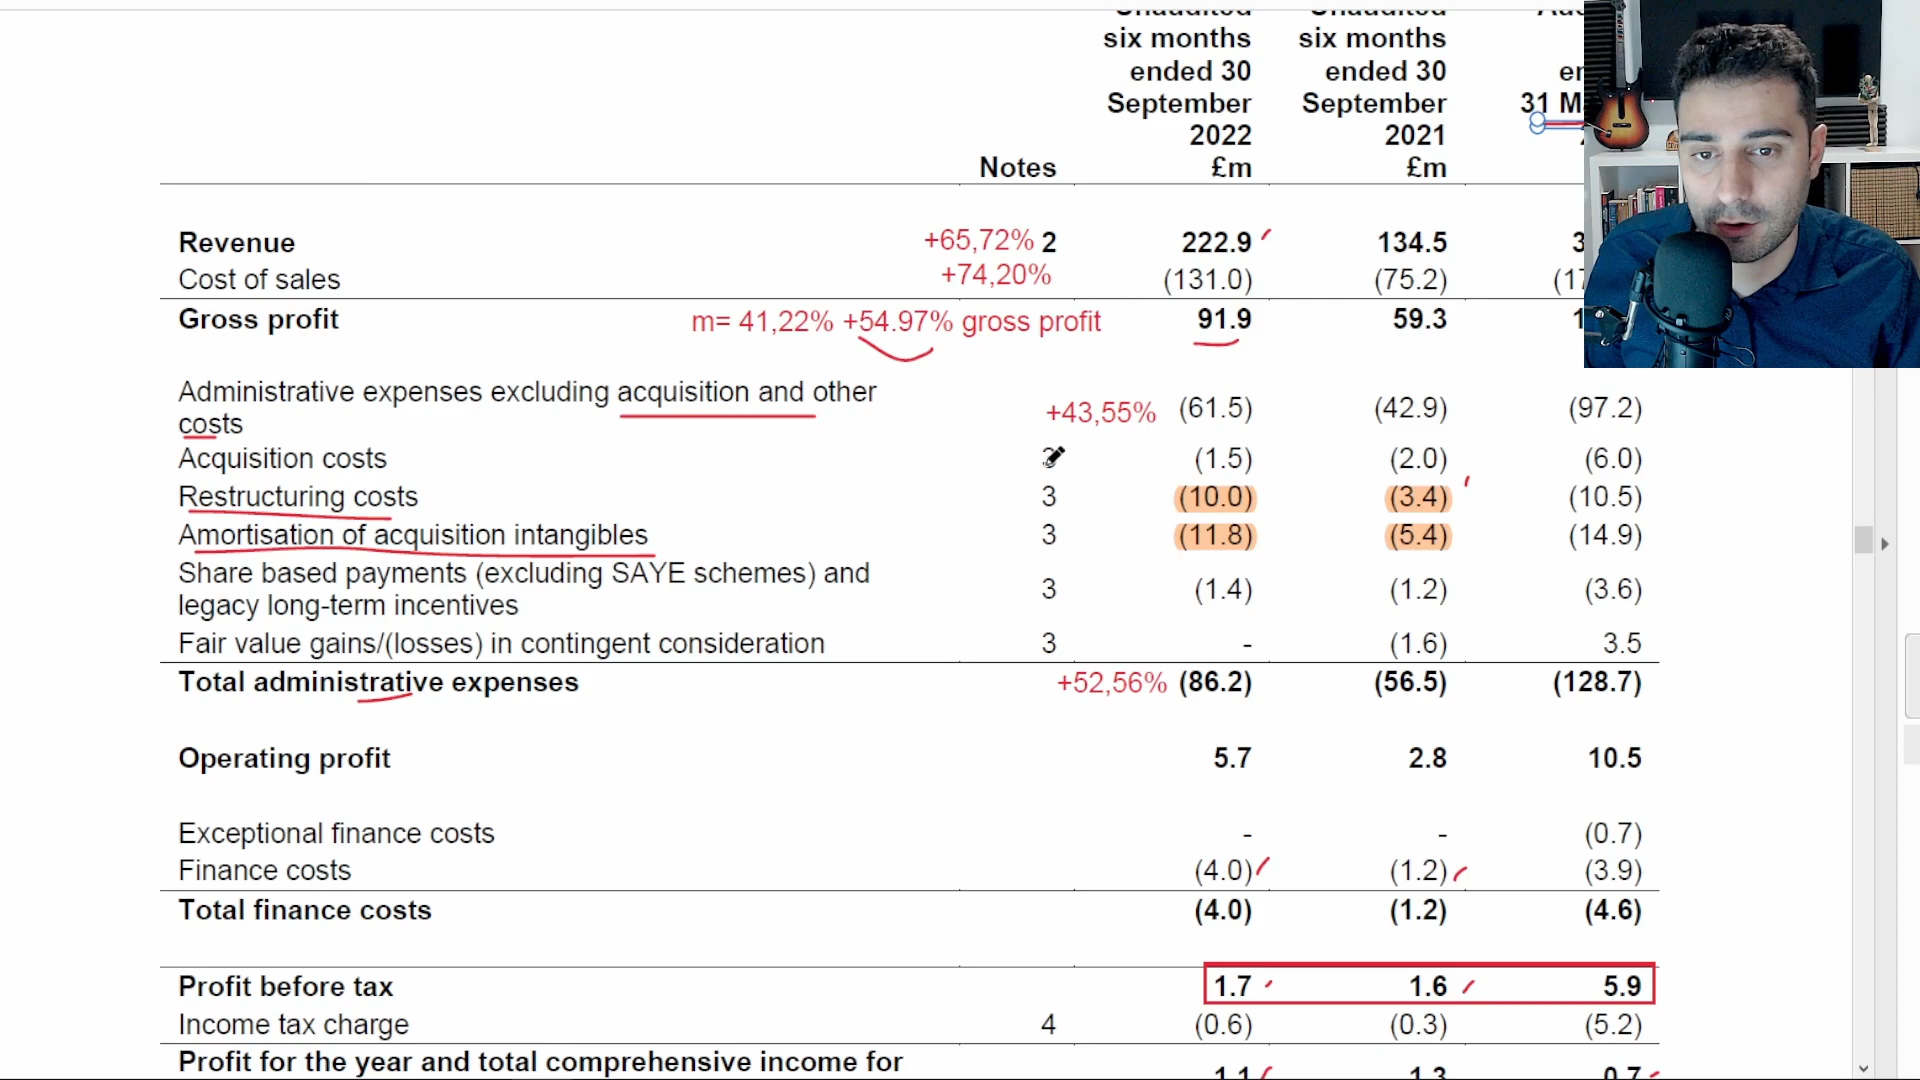 six months six months
ended 30 ended 30
September September 31 M
2022 2021
Notes £m £m
Revenue +65,72% 2 222.9 134.5 3
Cost of sales +74,20% (131.0) (75.2) (17
Gross profit m= 41,22% +54.97% gross profit 91.9 59.3 1
Administrative expenses excluding acquisition and other
costs +43,55% (61.5) (42.9) (97.2)
Acquisition costs (1.5) (2.0) (6.0)
Restructuring costs 3 (10.0) (3.4) (10.5)
Amortisation of acquisition intangibles 3 (11.8) (5.4) (14.9)
Share based payments (excluding SAYE schemes) and
legacy long-term incentives 3 (1.4) (1.2) (3.6)
Fair value gains/(losses) in contingent consideration 3 - (1.6) 3.5
Total administrative expenses +52,56% (86.2) (56.5) (128.7)
Operating profit 5.7 2.8 10.5
Exceptional finance costs - - (0.7)
Finance costs (4.0) (1.2) (3.9)
Total finance costs (4.0) (1.2) (4.6)
Profit before tax 1.7 1.6 5.9
Income tax charge 4 (0.6) (0.3) (5.2)
Profit for the year and total comprehensive income for
1.1 1.3 0.7